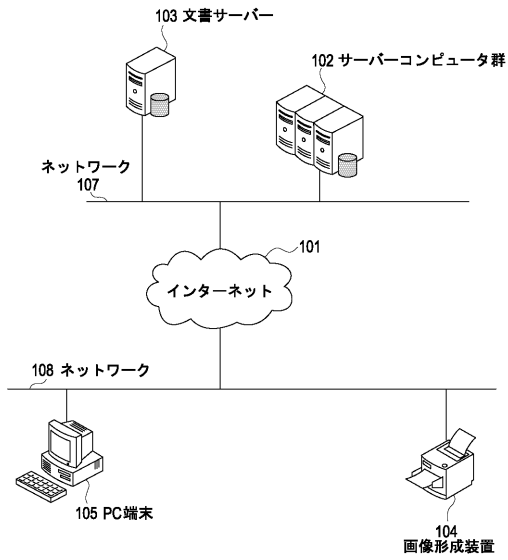 103 文書サーバー
102 サーバーコンピュータ群
ネットワーク
107
101
インターネット
108 ネットワーク
105 PC端末
104
画像形成装置